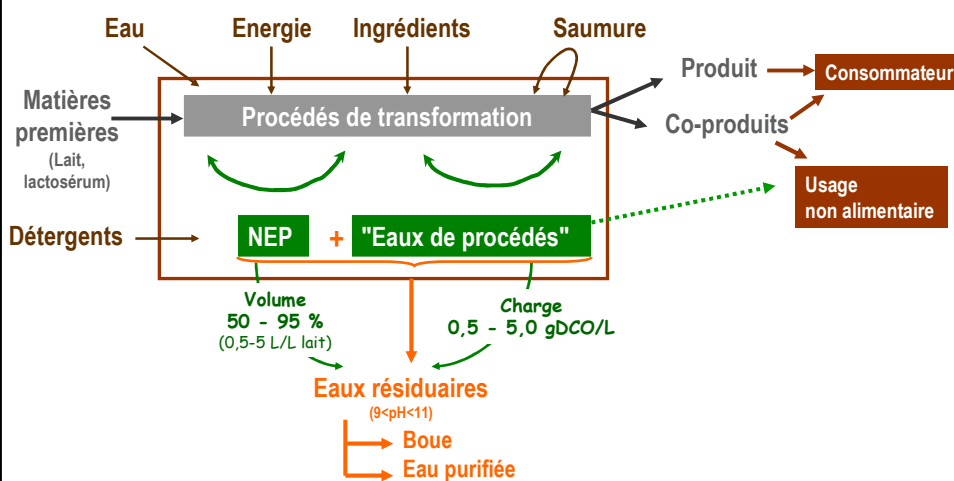 Eau
Energie
Ingrédients
Saumure
Matières
premières
(Lait,
lactosérum)
Procédés de transformation
Produit
Co-produits
Consommateur
Usage
non alimentaire
Détergents
NEP
+
"Eaux de procédés"
Volume
50 - 95 %
(0,5-5 L/L lait)
Charge
0,5 - 5,0 gDCO/L
Eaux résiduaires
(9<pH<11)
Boue
Eau purifiée